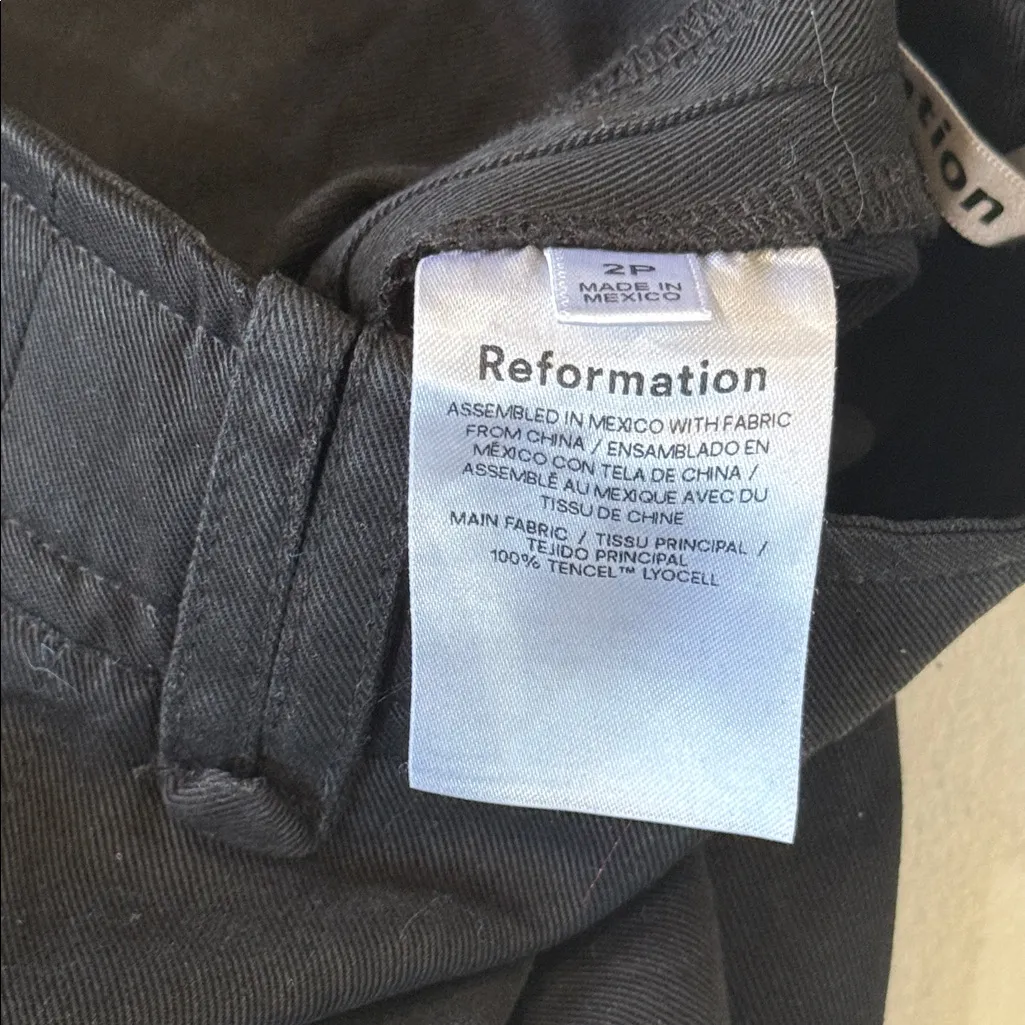 tion
2P
MADE IN
MEXICO
Reformation
ASSEMBLED IN MEXICO WITH FABRIC
FROM CHINA / ENSAMBLADO EN
MÉXICO CON TELA DE CHINA /
ASSEMBLÉ AU MEXIQUE AVEC DU
TISSU DE CHINE
MAIN FABRIC / TISSU PRINCIPAL /
TEJIDO PRINCIPAL
100% TENCEL™ LYOCELL